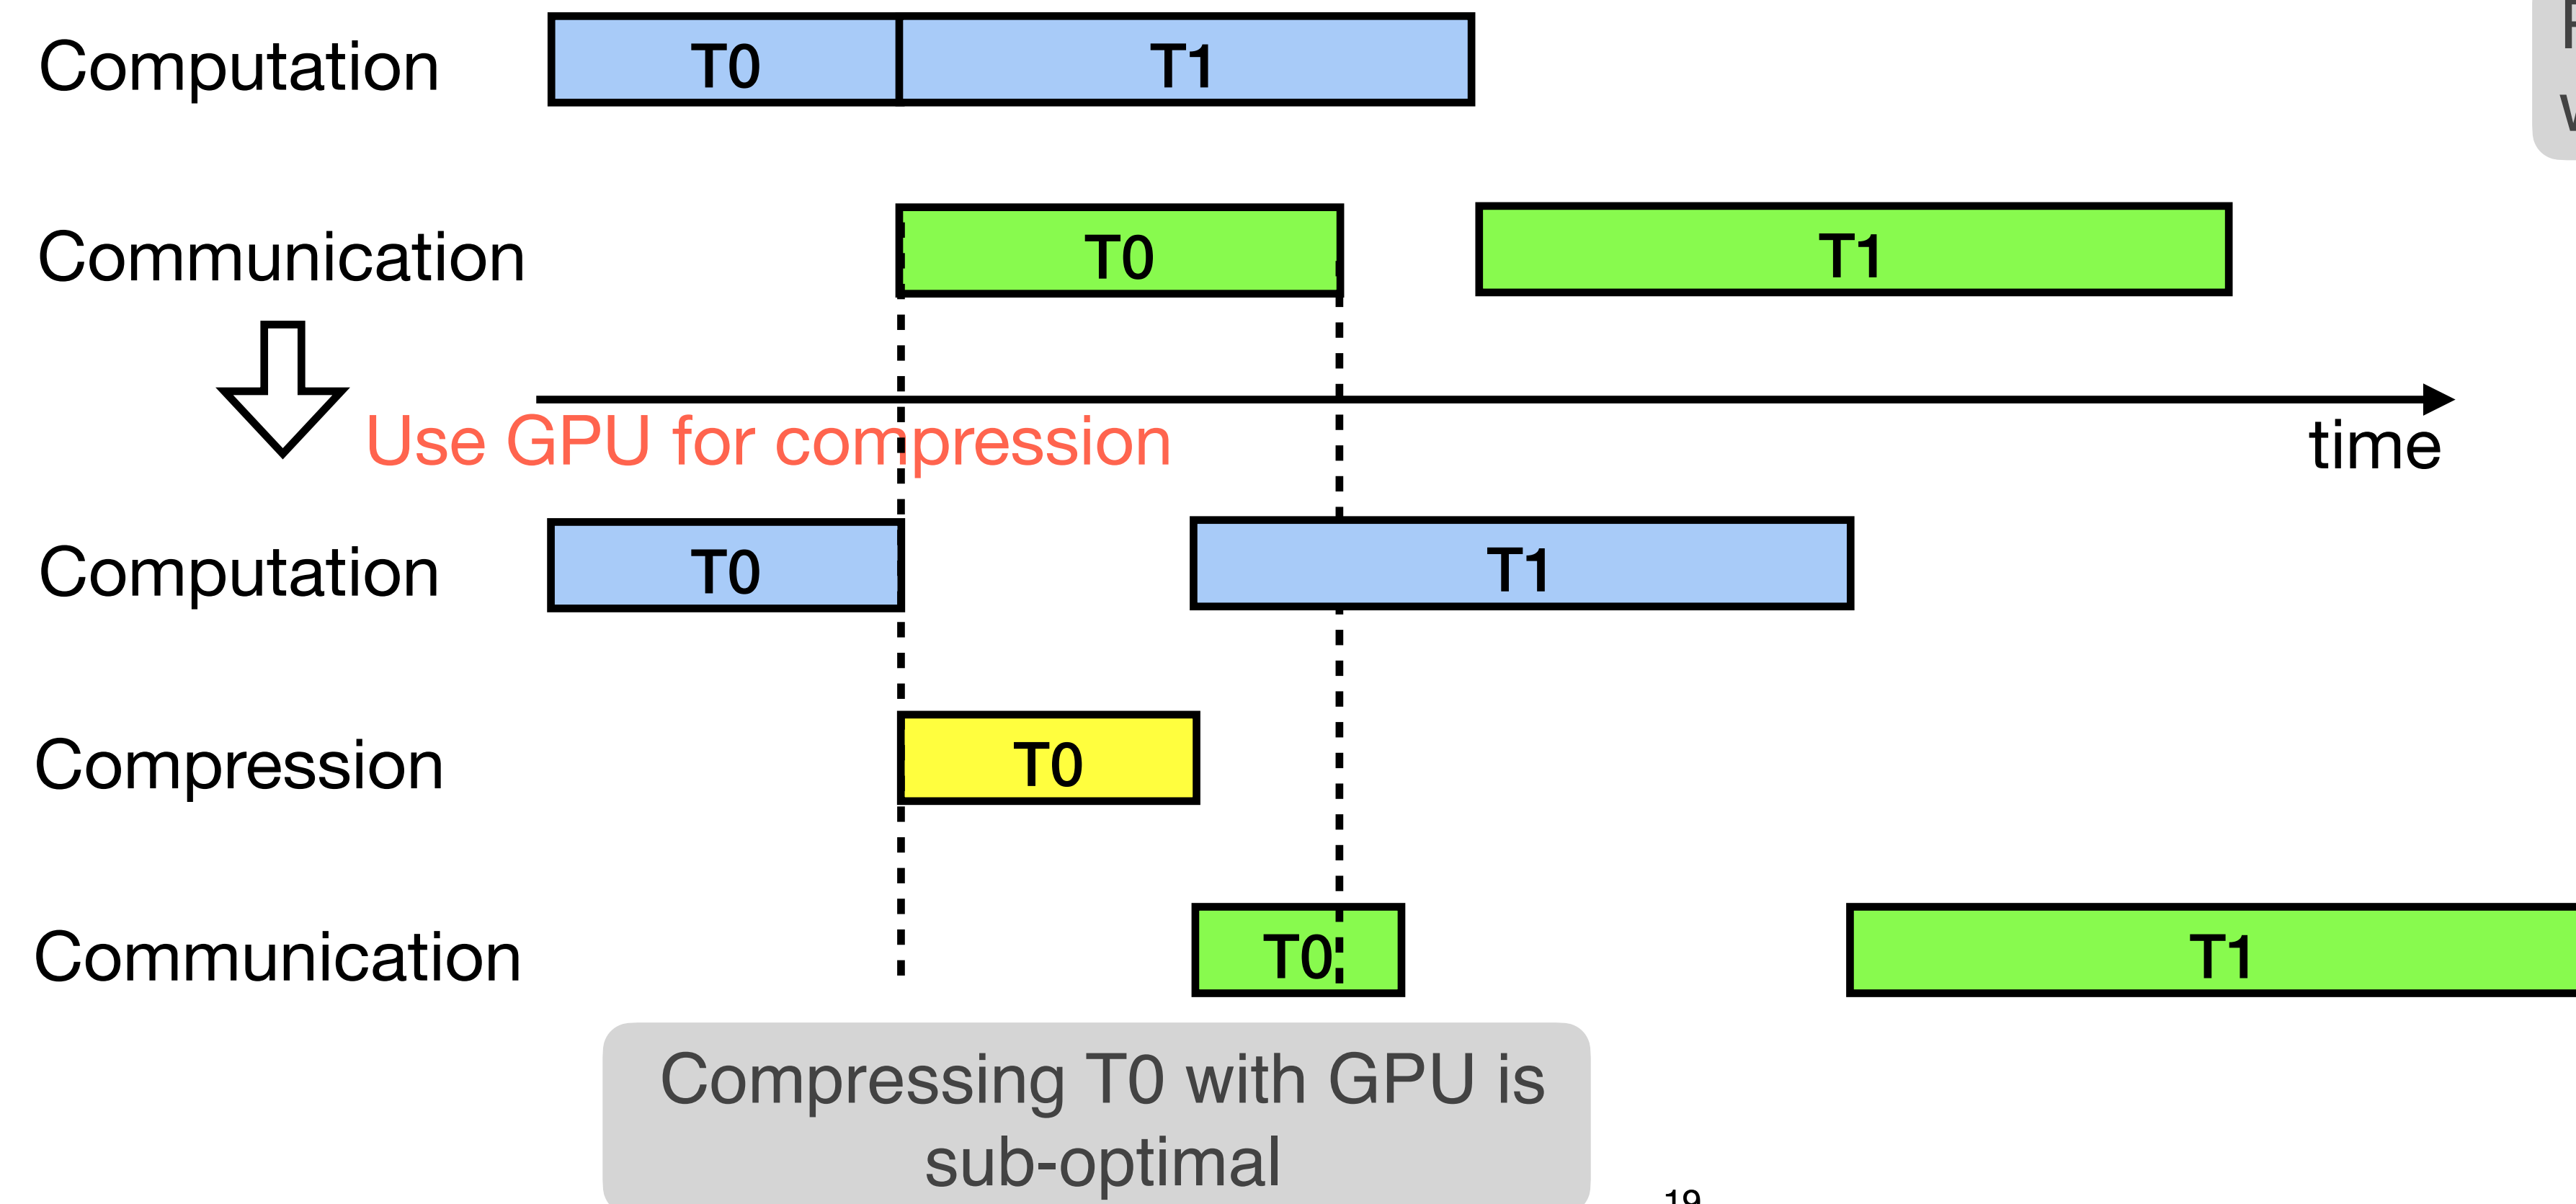 Computation T0 T1
Communication T0 T1
Use GPU for compression
time
Computation T0 T1
Compression T0
Communication T0 T1
Compressing T0 with GPU is
sub-optimal
19